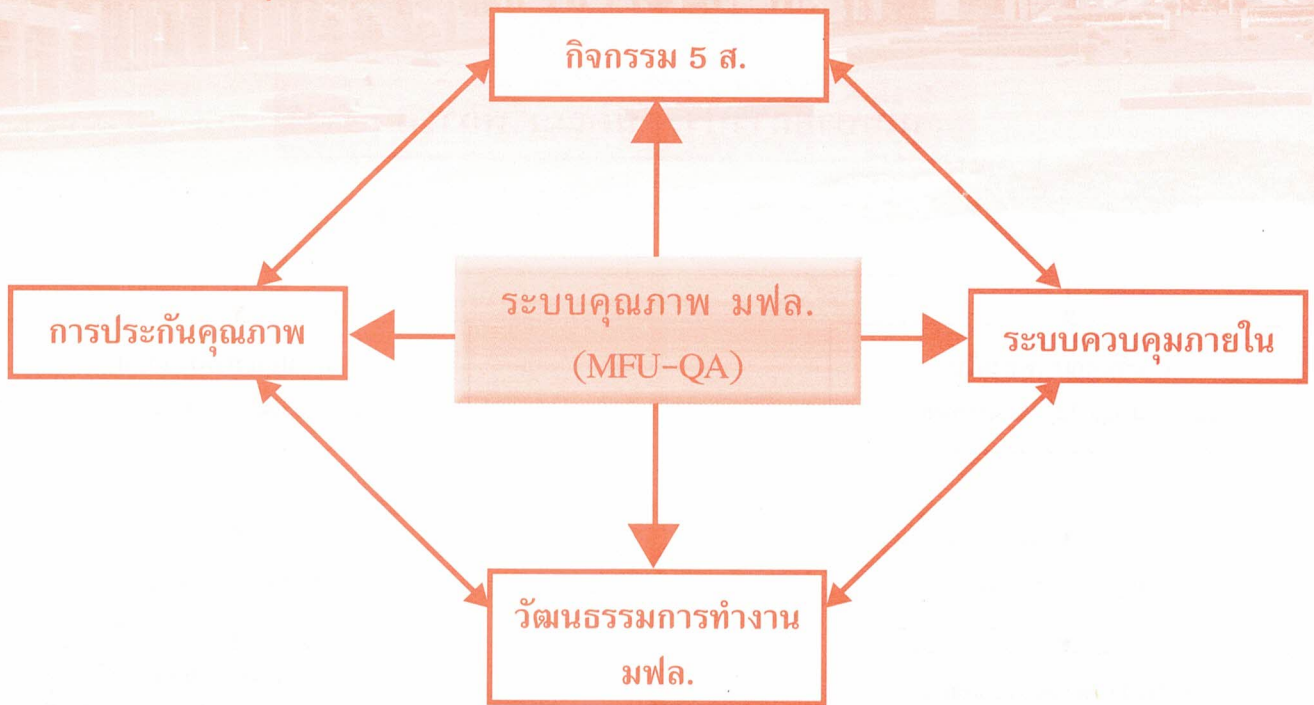 กิจกรรม 5 ส.
ระบบคุณภาพ มฟล.
(MFU-QA)
การประกันคุณภาพ
ระบบควบคุมภายใน
วัฒนธรรมการทำงาน
มฟล.